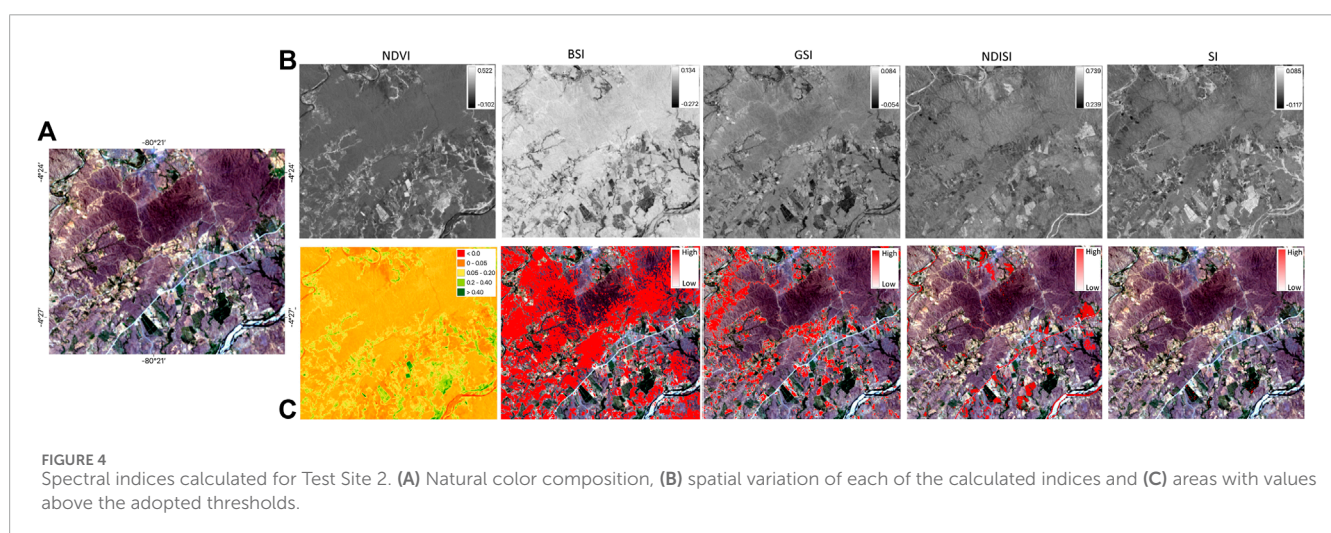 B
NDVI
BSI
GSI
NDISI
SI
0.522
-0.102
0.134
-0.272
0.084
-0.054
0.739
0.239
0.085
-0.117
A
-80°21'
-4°24'
-4°24'
-4°27'
-4°27'
-80°21'
C
< 0.0
0 - 0.05
0.05 - 0.20
0.2 - 0.40
> 0.40
High
Low
High
Low
High
Low
High
Low
FIGURE 4
Spectral indices calculated for Test Site 2. (A) Natural color composition, (B) spatial variation of each of the calculated indices and (C) areas with values
above the adopted thresholds.